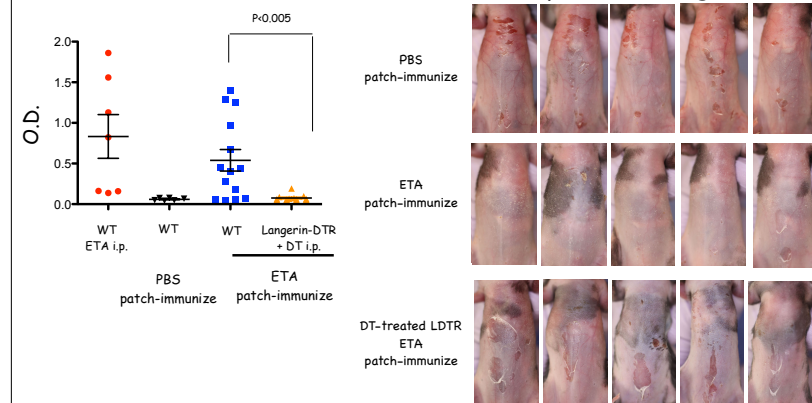 P<0.005
O.D.
2.0
1.5
1.0
0.5
0.0
WT
ETA i.p.
WT
WT
Langerin-DTR
+ DT i.p.
PBS
patch-immunize
ETA
patch-immunize
PBS
patch-immunize
ETA
patch-immunize
DT-treated LDTR
ETA
patch-immunize